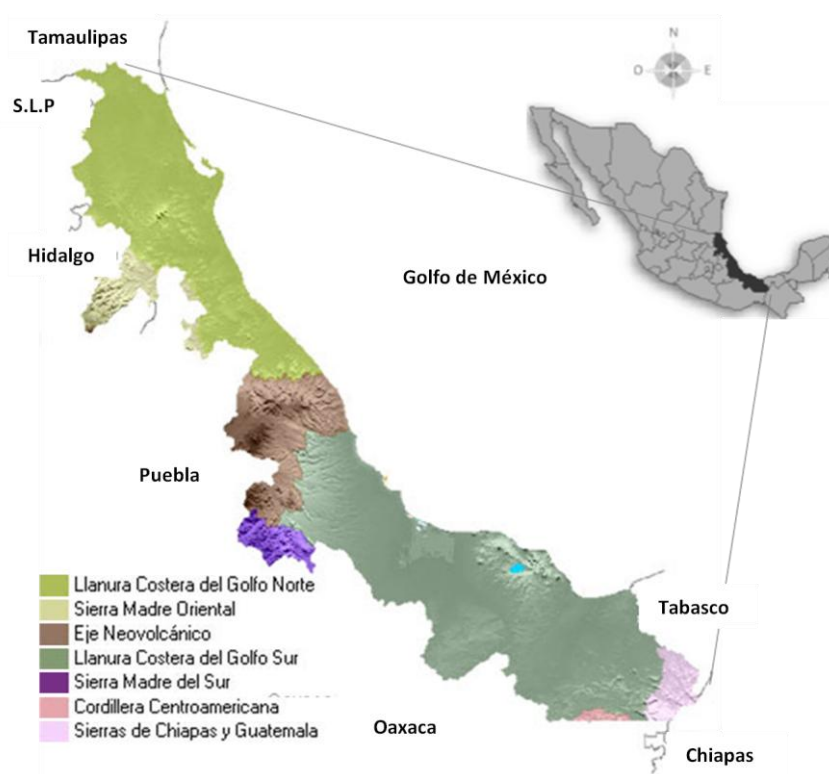 Tamaulipas
N
O
E
S.L.P
Hidalgo
Golfo de México
Puebla
Llanura Costera del Golfo Norte
Sierra Madre Oriental
Eje Neovolcánico
Llanura Costera del Golfo Sur
Sierra Madre del Sur
Cordillera Centroamericana
Sierras de Chiapas y Guatemala
Tabasco
Oaxaca
Chiapas